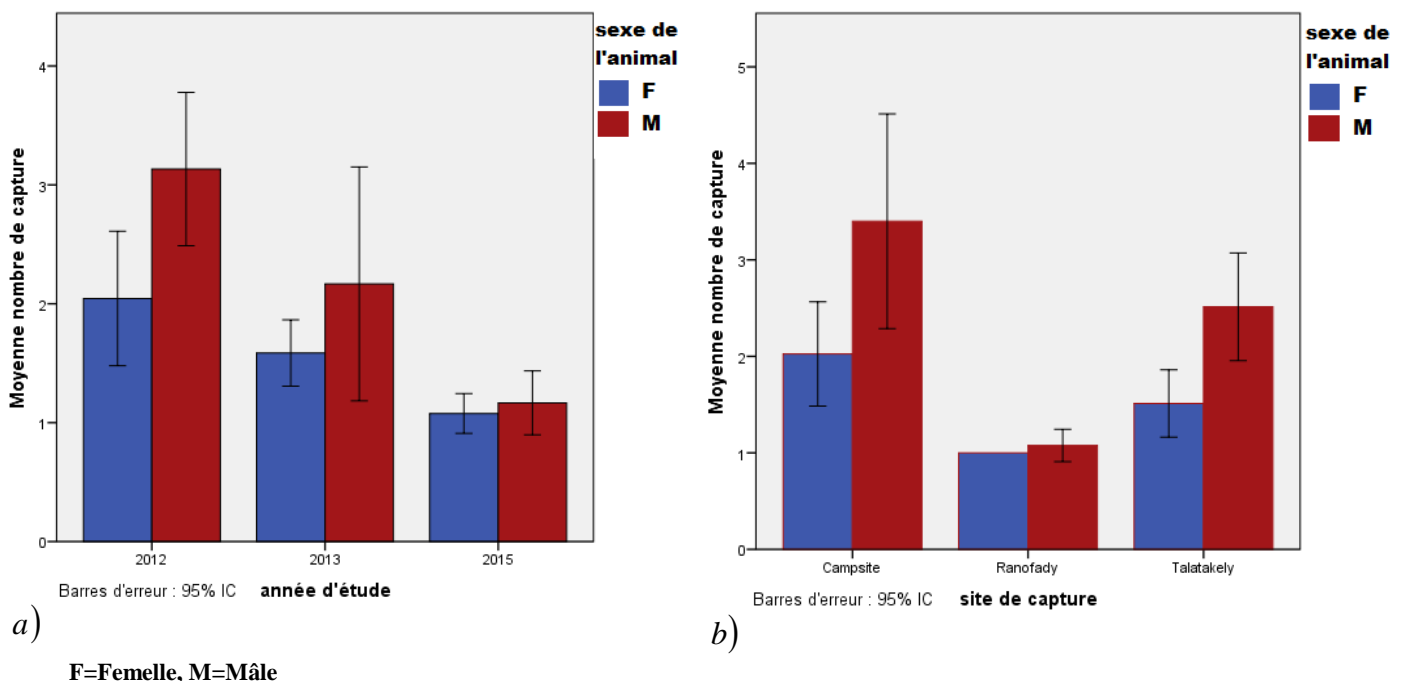 sexe de
l'animal
F
M
Moyenne nombre de capture
4
3
2
1
0
2012 2013 2015
Barres d'erreur : 95% IC année d'étude
a)
sexe de
l'animal
F
M
Moyenne nombre de capture
5
4
3
2
1
0
Campsite Ranofady Talatakely
Barres d'erreur : 95% IC site de capture
b)
F=Femelle, M=Mâle